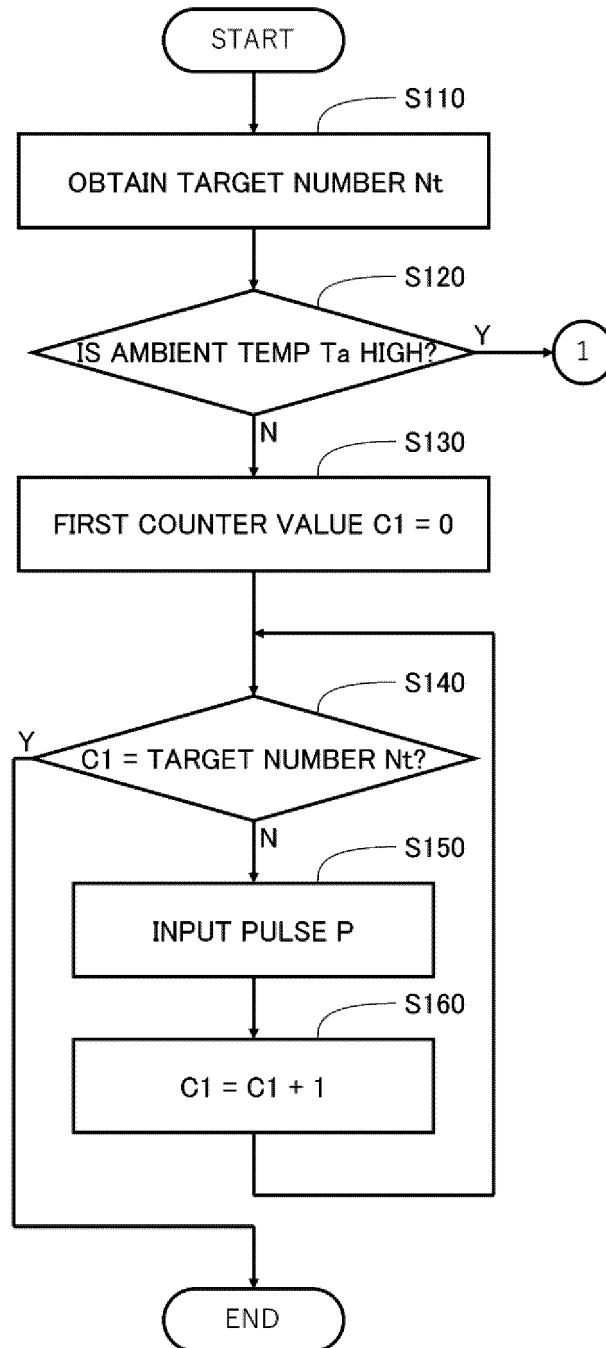 START
S110
OBTAIN TARGET NUMBER Nt
S120
IS AMBIENT TEMP Ta HIGH?
Y
1
N
S130
FIRST COUNTER VALUE C1 = 0
S140
Y
C1 = TARGET NUMBER Nt?
N
S150
INPUT PULSE P
S160
C1 = C1 + 1
END